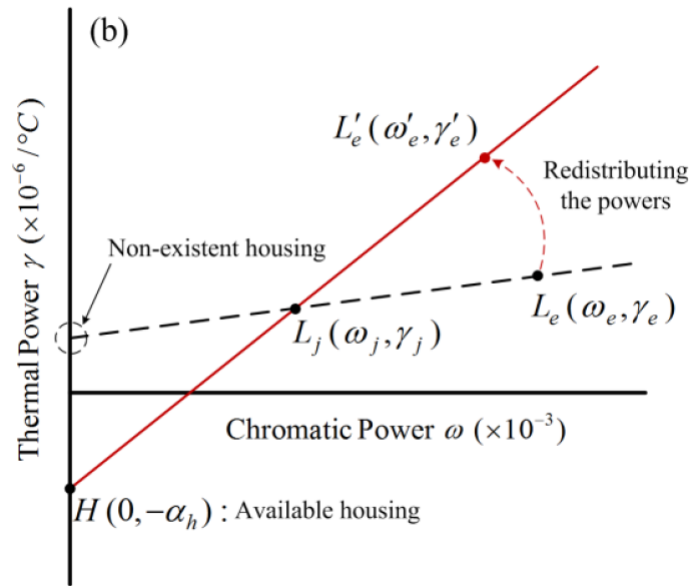 (b)
Thermal Power γ (×10⁻⁶/°C)
L′ₑ(ω′ₑ,γ′ₑ)
Redistributing
the powers
Non-existent housing
Lⱼ(ωⱼ,γⱼ)
Lₑ(ωₑ,γₑ)
Chromatic Power ω (×10⁻³)
H(0,−αₕ): Available housing